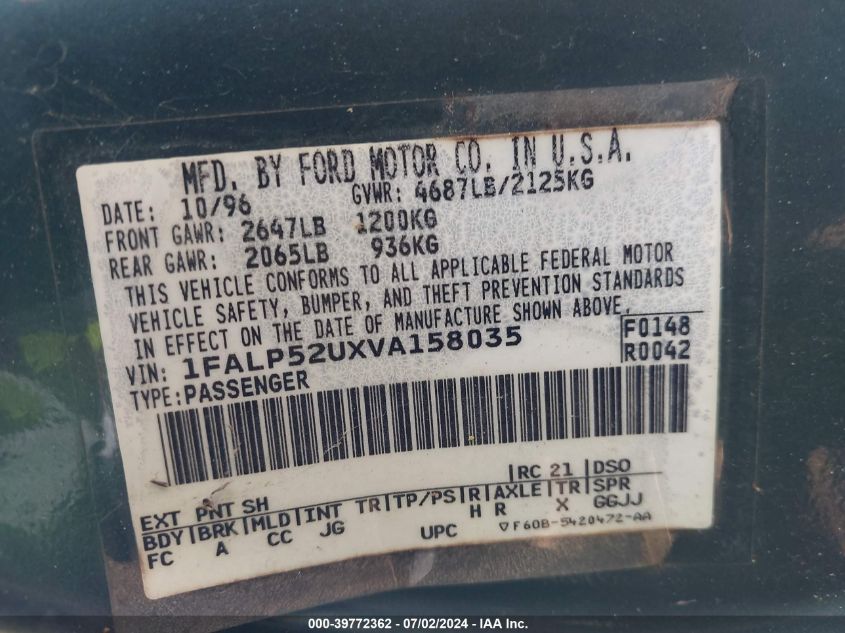 MFD. BY FORD MOTOR CO. IN U.S.A.
DATE: 10/96 GVWR: 4687LB/2125KG
FRONT GAWR: 2647LB 1200KG
REAR GAWR: 2065LB 936KG
THIS VEHICLE CONFORMS TO ALL APPLICABLE FEDERAL MOTOR
VEHICLE SAFETY, BUMPER, AND THEFT PREVENTION STANDARDS
IN EFFECT ON THE DATE OF MANUFACTURE SHOWN ABOVE.
VIN: 1FALP52UXVA158035 F0148
TYPE: PASSENGER R0042
RC 21 DSO
EXT PNT SH
BDY BRK MLD INT TR TP/PS R AXLE TR SPR
FC A CC JG UPC H R X GGJJ
F60B-5420472-AA
000-39772362 - 07/02/2024 - IAA Inc.